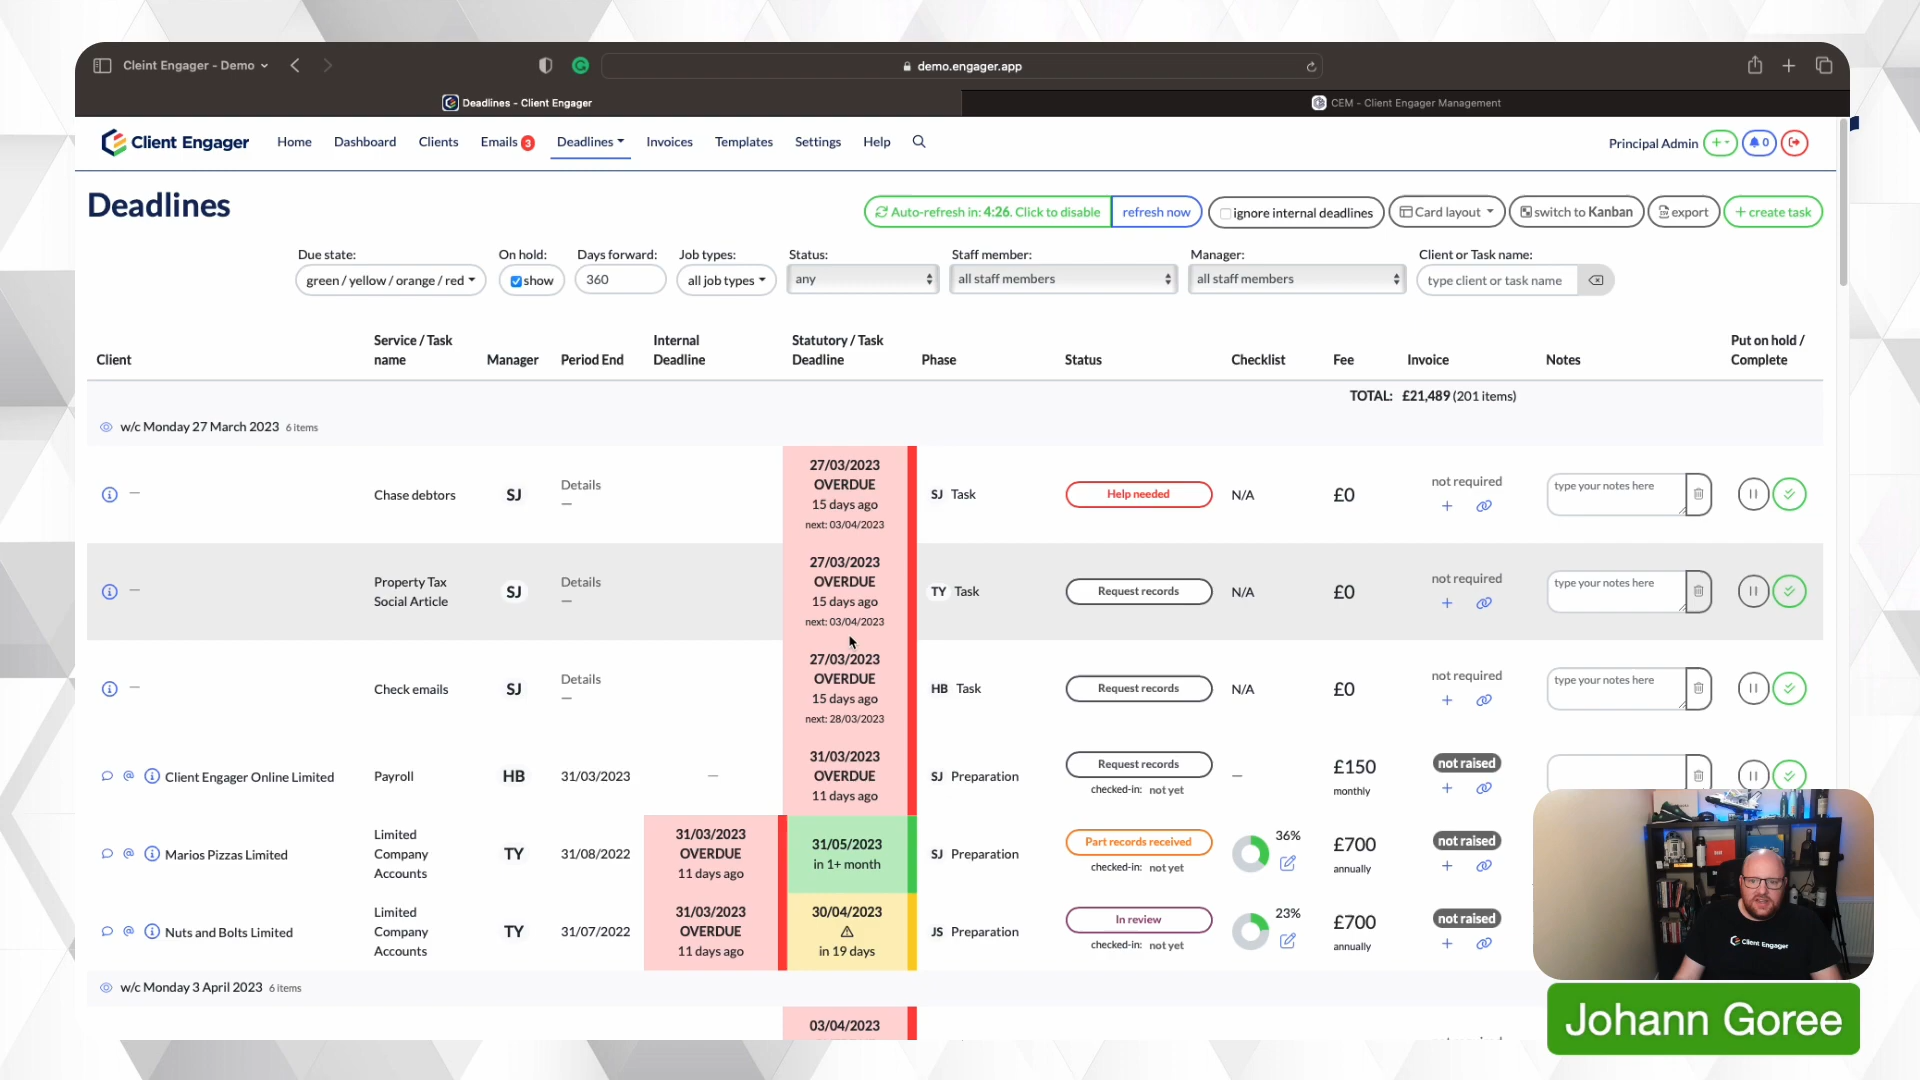 Cleint Engager - Demo
demo.engager.app
Deadlines - Client Engager
CEM - Client Engager Management
Client Engager
Home
Dashboard
Clients
Emails 3
Deadlines
Invoices
Templates
Settings
Help
Principal Admin
0
Deadlines
Auto-refresh in: 4:26. Click to disable
refresh now
ignore internal deadlines
Card layout
switch to Kanban
export
+ create task
Due state:
On hold:
Days forward:
Job types:
Status:
Staff member:
Manager:
Client or Task name:
green / yellow / orange / red
show
360
all job types
any
all staff members
all staff members
type client or task name
Client
Service / Task name
Manager
Period End
Internal Deadline
Statutory / Task Deadline
Phase
Status
Checklist
Fee
Invoice
Notes
Put on hold / Complete
TOTAL: £21,489 (201 items)
w/c Monday 27 March 2023 6 items
—
Chase debtors
SJ
Details
—
27/03/2023
OVERDUE
15 days ago
next: 03/04/2023
SJ Task
Help needed
N/A
£0
not required
type your notes here
—
Property Tax
Social Article
SJ
Details
—
27/03/2023
OVERDUE
15 days ago
next: 03/04/2023
TY Task
Request records
N/A
£0
not required
type your notes here
—
Check emails
SJ
Details
—
27/03/2023
OVERDUE
15 days ago
next: 28/03/2023
HB Task
Request records
N/A
£0
not required
type your notes here
Client Engager Online Limited
Payroll
HB
31/03/2023
—
31/03/2023
OVERDUE
11 days ago
SJ Preparation
Request records
checked-in: not yet
—
£150
monthly
not raised
Marios Pizzas Limited
Limited
Company
Accounts
TY
31/08/2022
31/03/2023
OVERDUE
11 days ago
31/05/2023
in 1+ month
SJ Preparation
Part records received
checked-in: not yet
36%
£700
annually
not raised
Nuts and Bolts Limited
Limited
Company
Accounts
TY
31/07/2022
31/03/2023
OVERDUE
11 days ago
30/04/2023
in 19 days
JS Preparation
In review
checked-in: not yet
23%
£700
annually
not raised
w/c Monday 3 April 2023 6 items
03/04/2023
Client Engager
Johann Goree